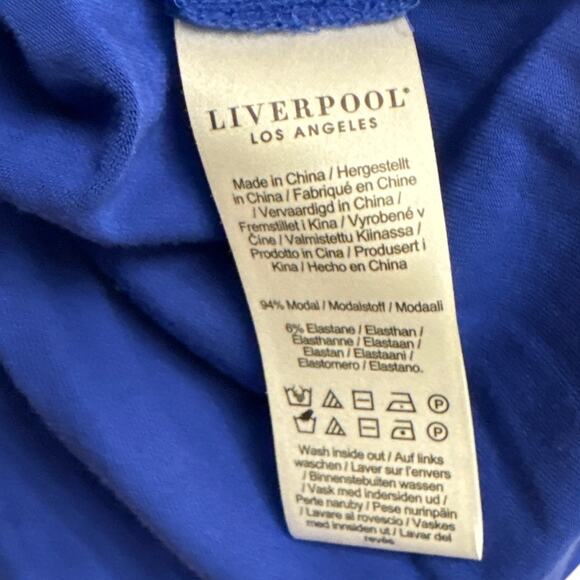 LIVERPOOL®
LOS ANGELES
Made in China / Hergestellt
in China / Fabriqué en Chine
/ Vervaardigd in China /
Fremstillet i Kina / Vyrobené v
Číne / Valmistettu Kiinassa /
Prodotto in Cina / Produsert i
Kina / Hecho en China
94% Modal / Modalstoff / Modaali
6% Elastane / Elasthan /
Elasthanne / Elastaan /
Elastan / Elastaani /
Elastomero / Elastano.
P
P
Wash inside out / Auf links
waschen / Laver sur l'envers
/ Binnenstebuiten wassen
/ Vask med indersiden ud /
Perte naruby / Pese nurinpäin
/ Lavare al rovescio / Vaskes
med innsiden ut / Lavar del
revés